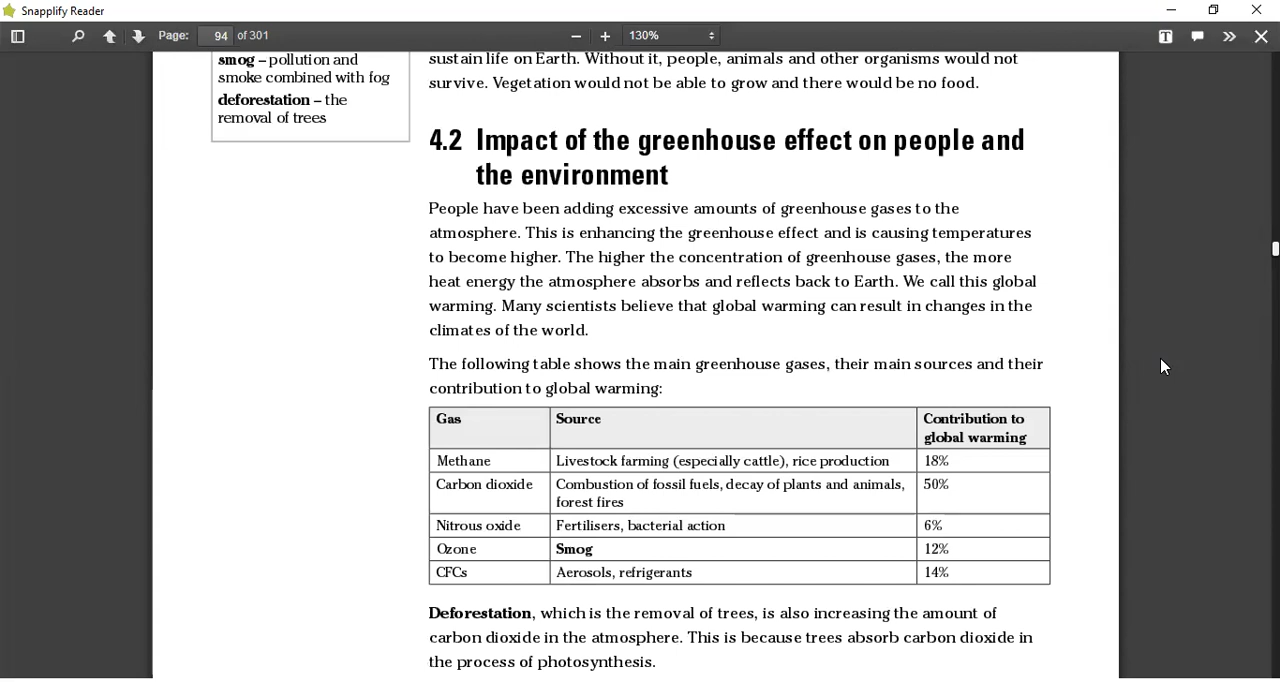 Snapplify Reader
Page: 94 of 301
130%
smog – pollution and
smoke combined with fog
deforestation – the
removal of trees
sustain life on Earth. Without it, people, animals and other organisms would not
survive. Vegetation would not be able to grow and there would be no food.
4.2 Impact of the greenhouse effect on people and
the environment
People have been adding excessive amounts of greenhouse gases to the
atmosphere. This is enhancing the greenhouse effect and is causing temperatures
to become higher. The higher the concentration of greenhouse gases, the more
heat energy the atmosphere absorbs and reflects back to Earth. We call this global
warming. Many scientists believe that global warming can result in changes in the
climates of the world.
The following table shows the main greenhouse gases, their main sources and their
contribution to global warming:
Gas Source Contribution to
global warming
Methane Livestock farming (especially cattle), rice production 18%
Carbon dioxide Combustion of fossil fuels, decay of plants and animals, 50%
forest fires
Nitrous oxide Fertilisers, bacterial action 6%
Ozone Smog 12%
CFCs Aerosols, refrigerants 14%
Deforestation, which is the removal of trees, is also increasing the amount of
carbon dioxide in the atmosphere. This is because trees absorb carbon dioxide in
the process of photosynthesis.